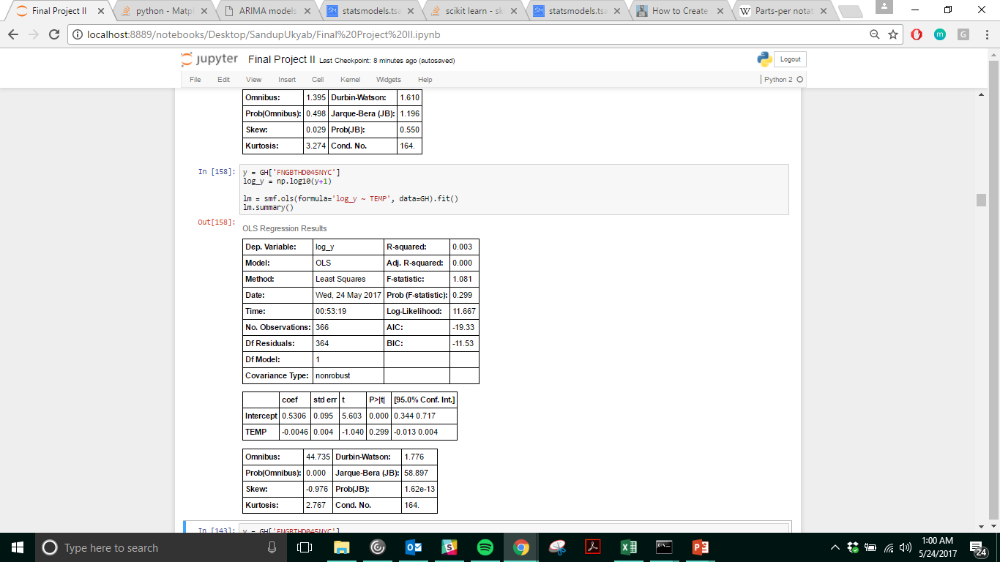 Final Project II
python - Matpl
ARIMA models
statsmodels.tsa
scikit learn - sk
statsmodels.tsa
How to Create
Parts-per notat
localhost:8889/notebooks/Desktop/SandupUkyab/Final%20Project%20II.ipynb
jupyter Final Project II Last Checkpoint: 8 minutes ago (autosaved)
Logout
File Edit View Insert Cell Kernel Widgets Help
Python 2
Omnibus: 1.395 Durbin-Watson: 1.610
Prob(Omnibus): 0.498 Jarque-Bera (JB): 1.196
Skew: 0.029 Prob(JB): 0.550
Kurtosis: 3.274 Cond. No. 164.
In [158]: y = GH['FNGBTHD045NYC']
log_y = np.log10(y+1)
lm = smf.ols(formula='log_y ~ TEMP', data=GH).fit()
lm.summary()
Out[158]:
OLS Regression Results
Dep. Variable: log_y R-squared: 0.003
Model: OLS Adj. R-squared: 0.000
Method: Least Squares F-statistic: 1.081
Date: Wed, 24 May 2017 Prob (F-statistic): 0.299
Time: 00:53:19 Log-Likelihood: 11.667
No. Observations: 366 AIC: -19.33
Df Residuals: 364 BIC: -11.53
Df Model: 1
Covariance Type: nonrobust
coef std err t P>|t| [95.0% Conf. Int.]
Intercept 0.5306 0.095 5.603 0.000 0.344 0.717
TEMP -0.0046 0.004 -1.040 0.299 -0.013 0.004
Omnibus: 44.735 Durbin-Watson: 1.776
Prob(Omnibus): 0.000 Jarque-Bera (JB): 58.897
Skew: -0.976 Prob(JB): 1.62e-13
Kurtosis: 2.767 Cond. No. 164.
In [143]: y = GH['FNGBTHD045NYC']
Type here to search
1:00 AM
5/24/2017
24